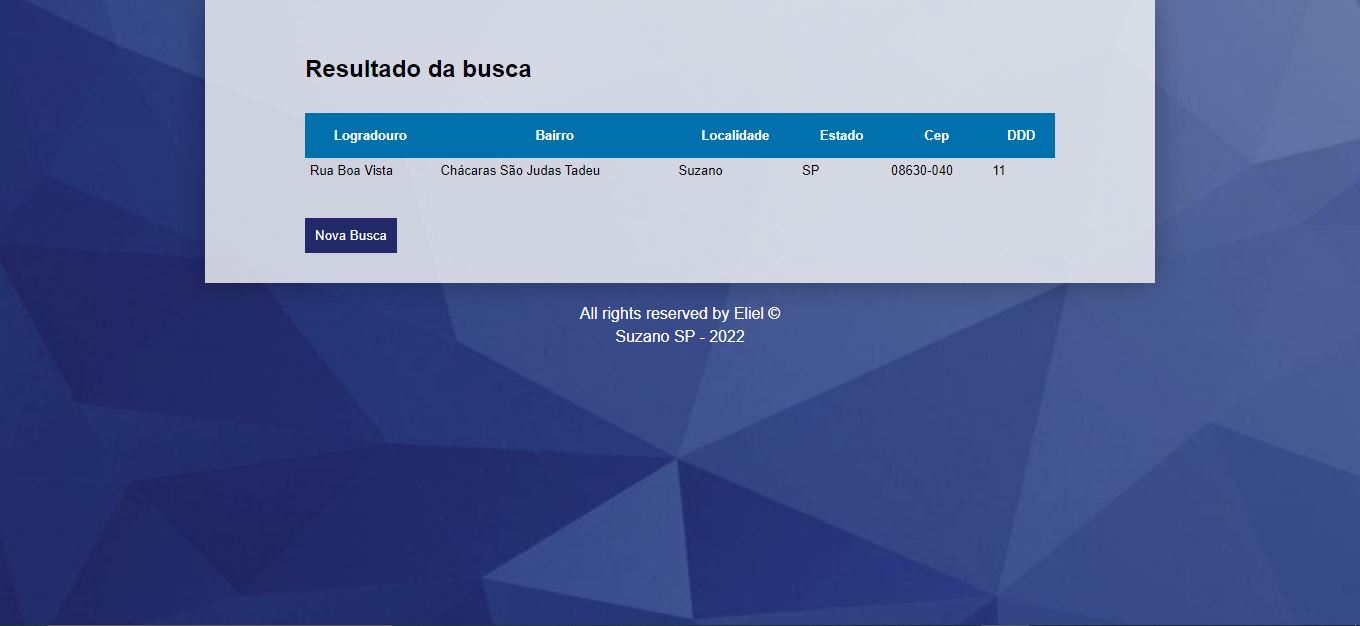 Resultado da busca
Logradouro Bairro Localidade Estado Cep DDD
Rua Boa Vista Chácaras São Judas Tadeu Suzano SP 08630-040 11
Nova Busca
All rights reserved by Eliel ©
Suzano SP - 2022